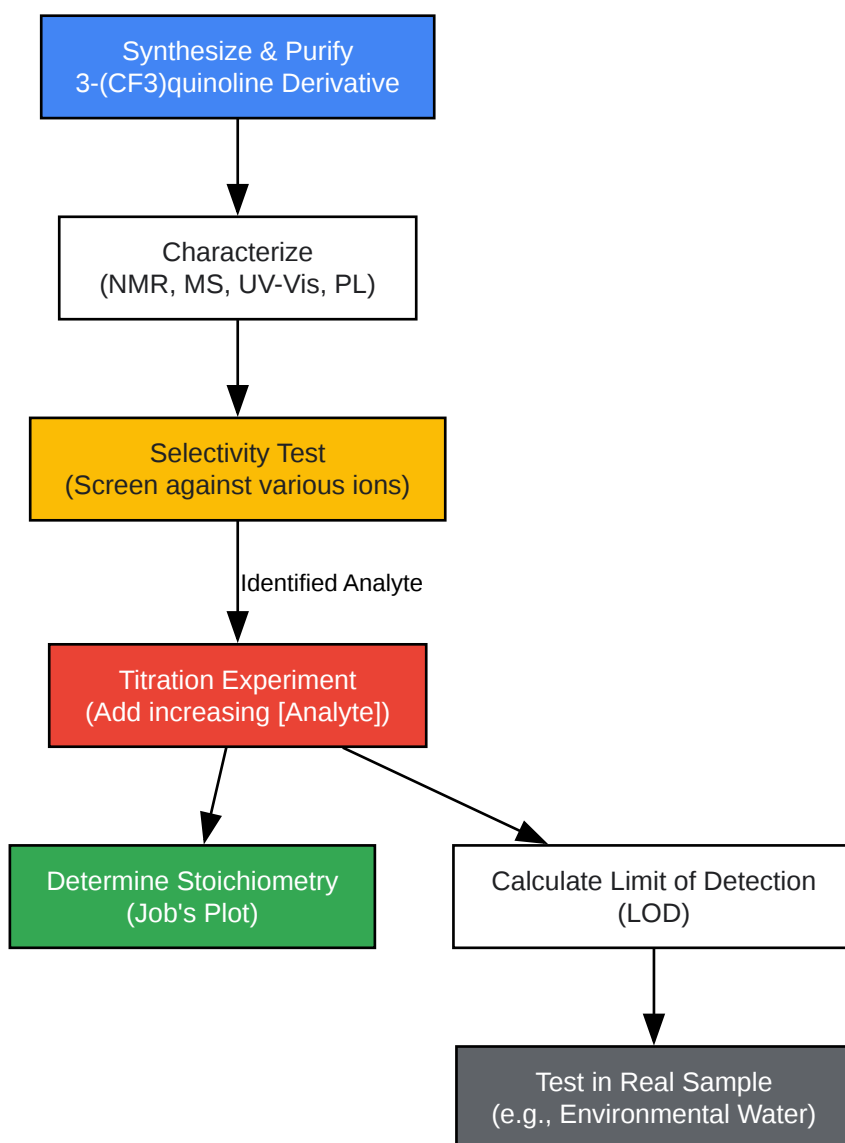 Synthesize & Purify
3-(CF3)quinoline Derivative
Characterize
(NMR, MS, UV-Vis, PL)
Selectivity Test
(Screen against various ions)
Identified Analyte
Titration Experiment
(Add increasing [Analyte])
Determine Stoichiometry
(Job's Plot)
Calculate Limit of Detection
(LOD)
Test in Real Sample
(e.g., Environmental Water)